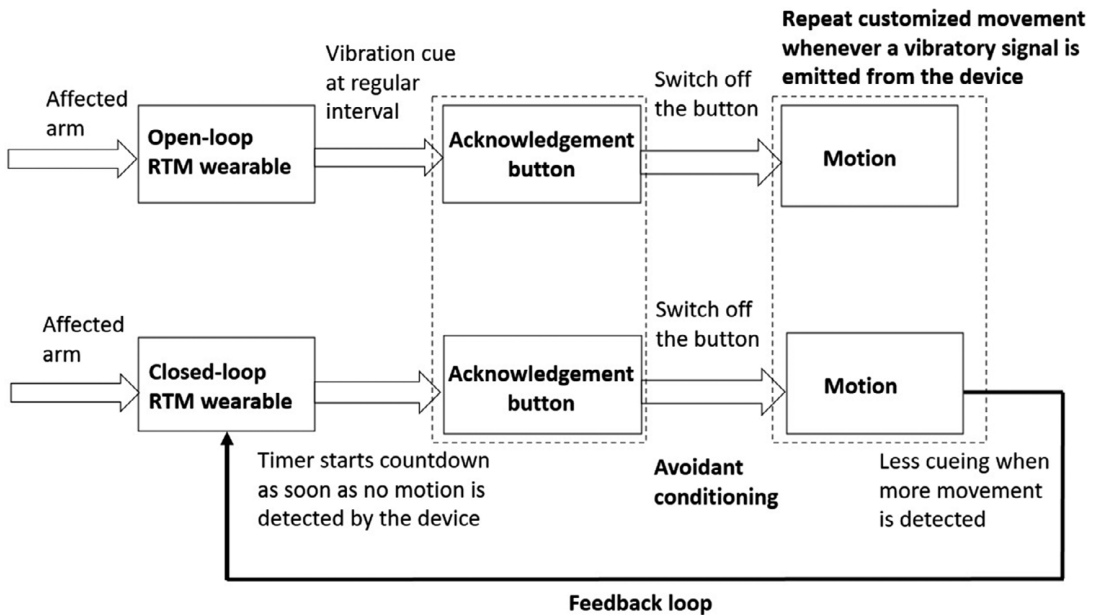 Repeat customized movement
whenever a vibratory signal is
emitted from the device
Affected
arm
Open-loop
RTM wearable
Vibration cue
at regular
interval
Acknowledgement
button
Switch off
the button
Motion
Affected
arm
Closed-loop
RTM wearable
Acknowledgement
button
Switch off
the button
Motion
Timer starts countdown
as soon as no motion is
detected by the device
Avoidant
conditioning
Less cueing when
more movement
is detected
Feedback loop